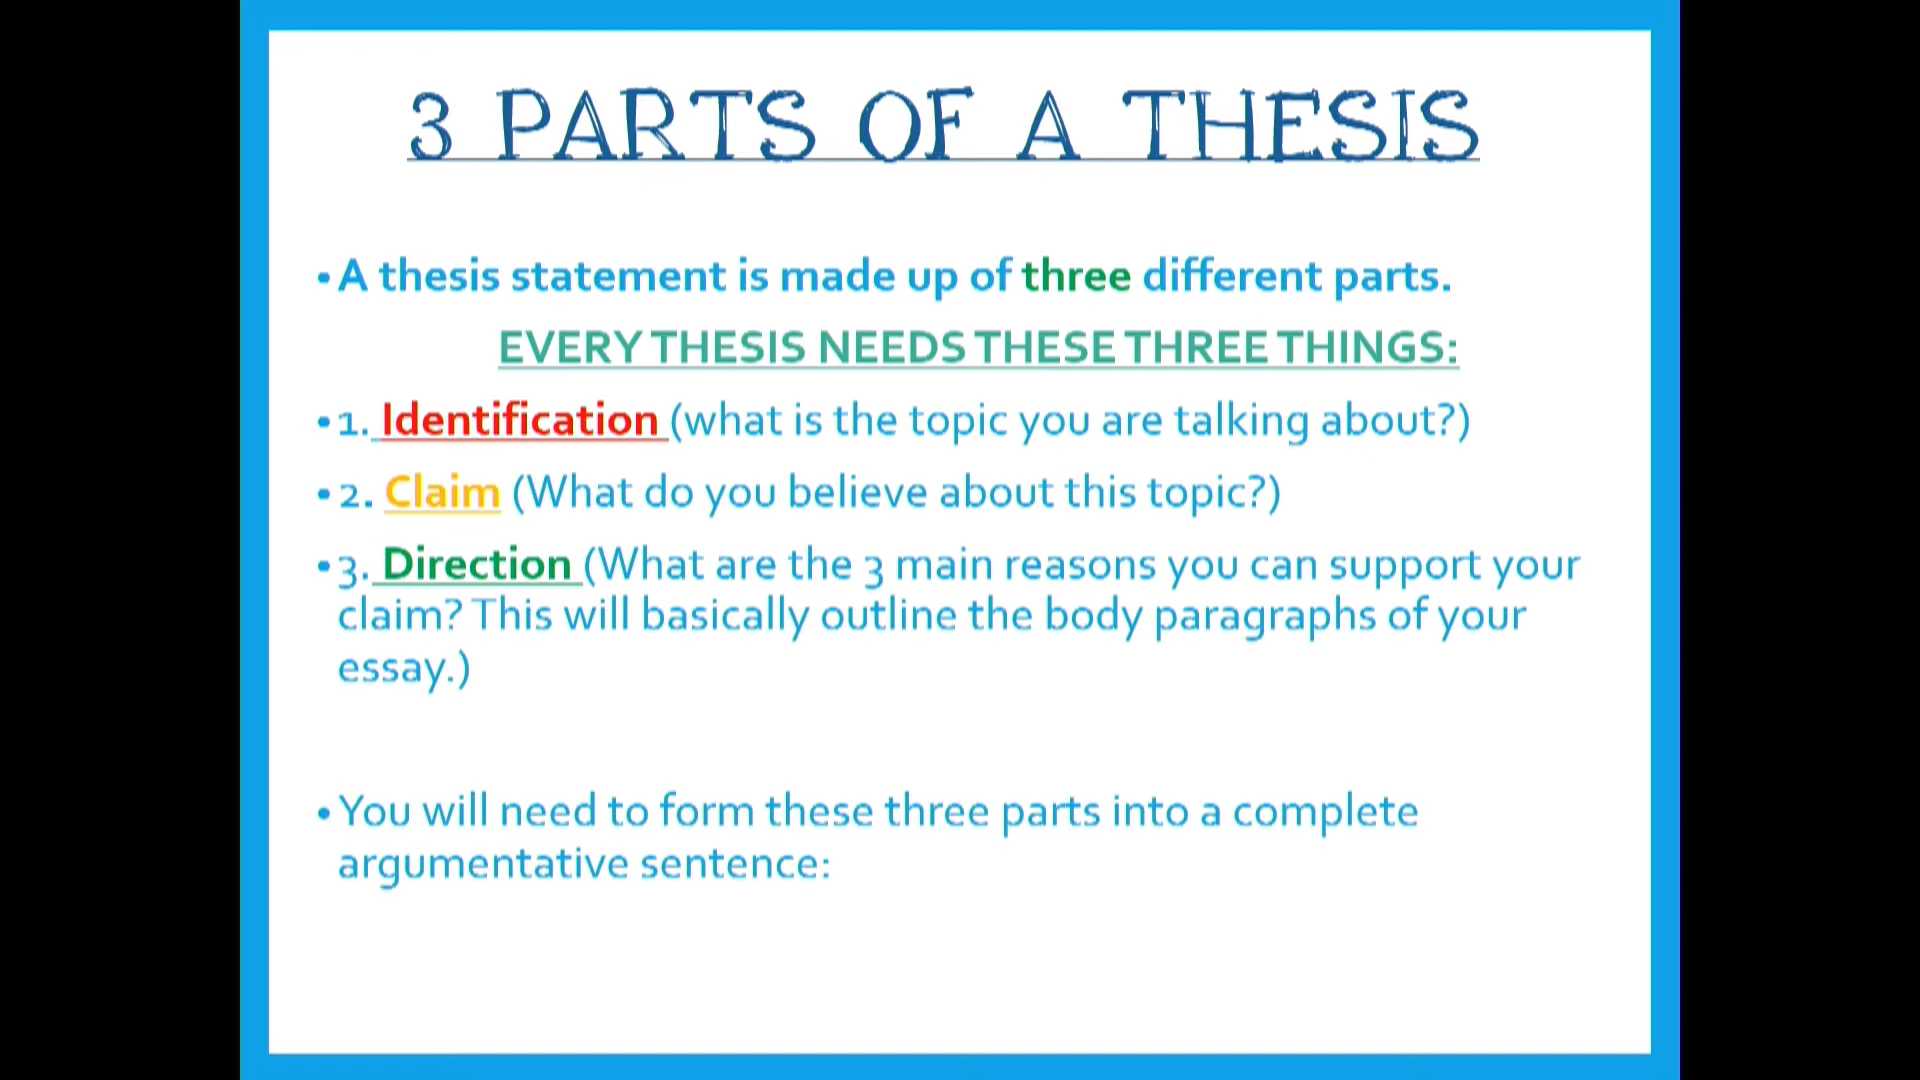 3 PARTS OF A THESIS
• A thesis statement is made up of three different parts.
EVERY THESIS NEEDS THESE THREE THINGS:
• 1. Identification (what is the topic you are talking about?)
• 2. Claim (What do you believe about this topic?)
• 3. Direction (What are the 3 main reasons you can support your
claim? This will basically outline the body paragraphs of your
essay.)
• You will need to form these three parts into a complete
argumentative sentence: